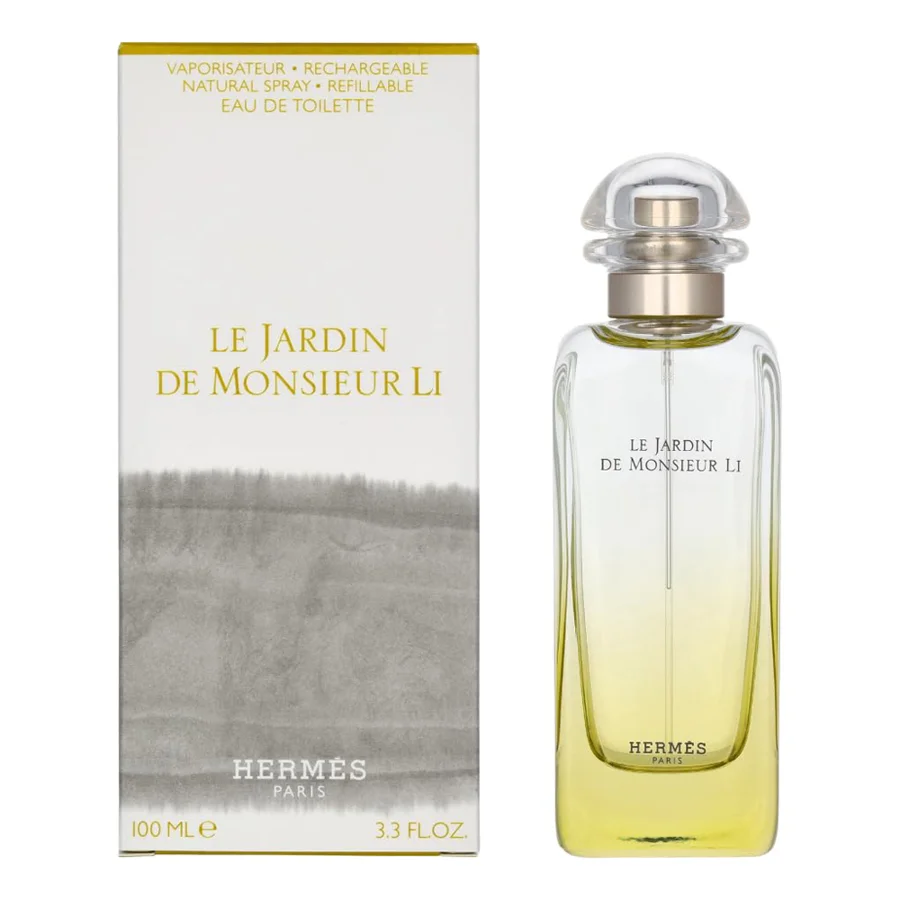 VAPORISATEUR • RECHARGEABLE
NATURAL SPRAY • REFILLABLE
EAU DE TOILETTE
LE JARDIN
DE MONSIEUR LI
HERMÈS
PARIS
100 ML ℮
3.3 FL.OZ.
LE JARDIN
DE MONSIEUR LI
HERMÈS
PARIS